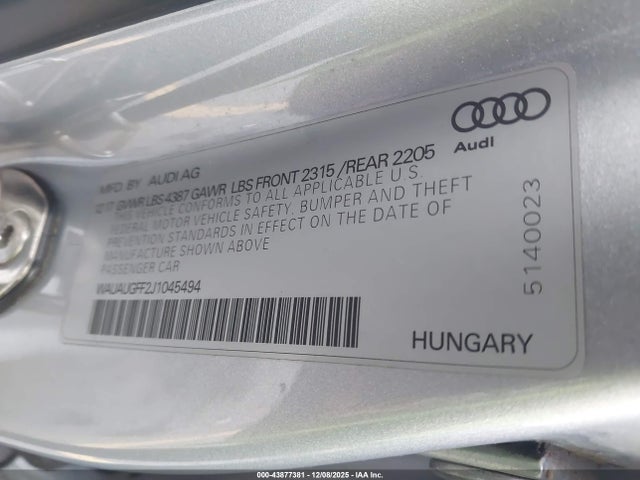 Audi
MFD. BY AUDI AG
12/17 GVWR LBS 4387 GAWR LBS FRONT 2315 / REAR 2205
THIS VEHICLE CONFORMS TO ALL APPLICABLE U.S.
FEDERAL MOTOR VEHICLE SAFETY, BUMPER AND THEFT
PREVENTION STANDARDS IN EFFECT ON THE DATE OF
MANUFACTURE SHOWN ABOVE
PASSENGER CAR
WAUAUGFF2J1045494
HUNGARY
5140023
000-43877381 - 12/08/2025 - IAA Inc.